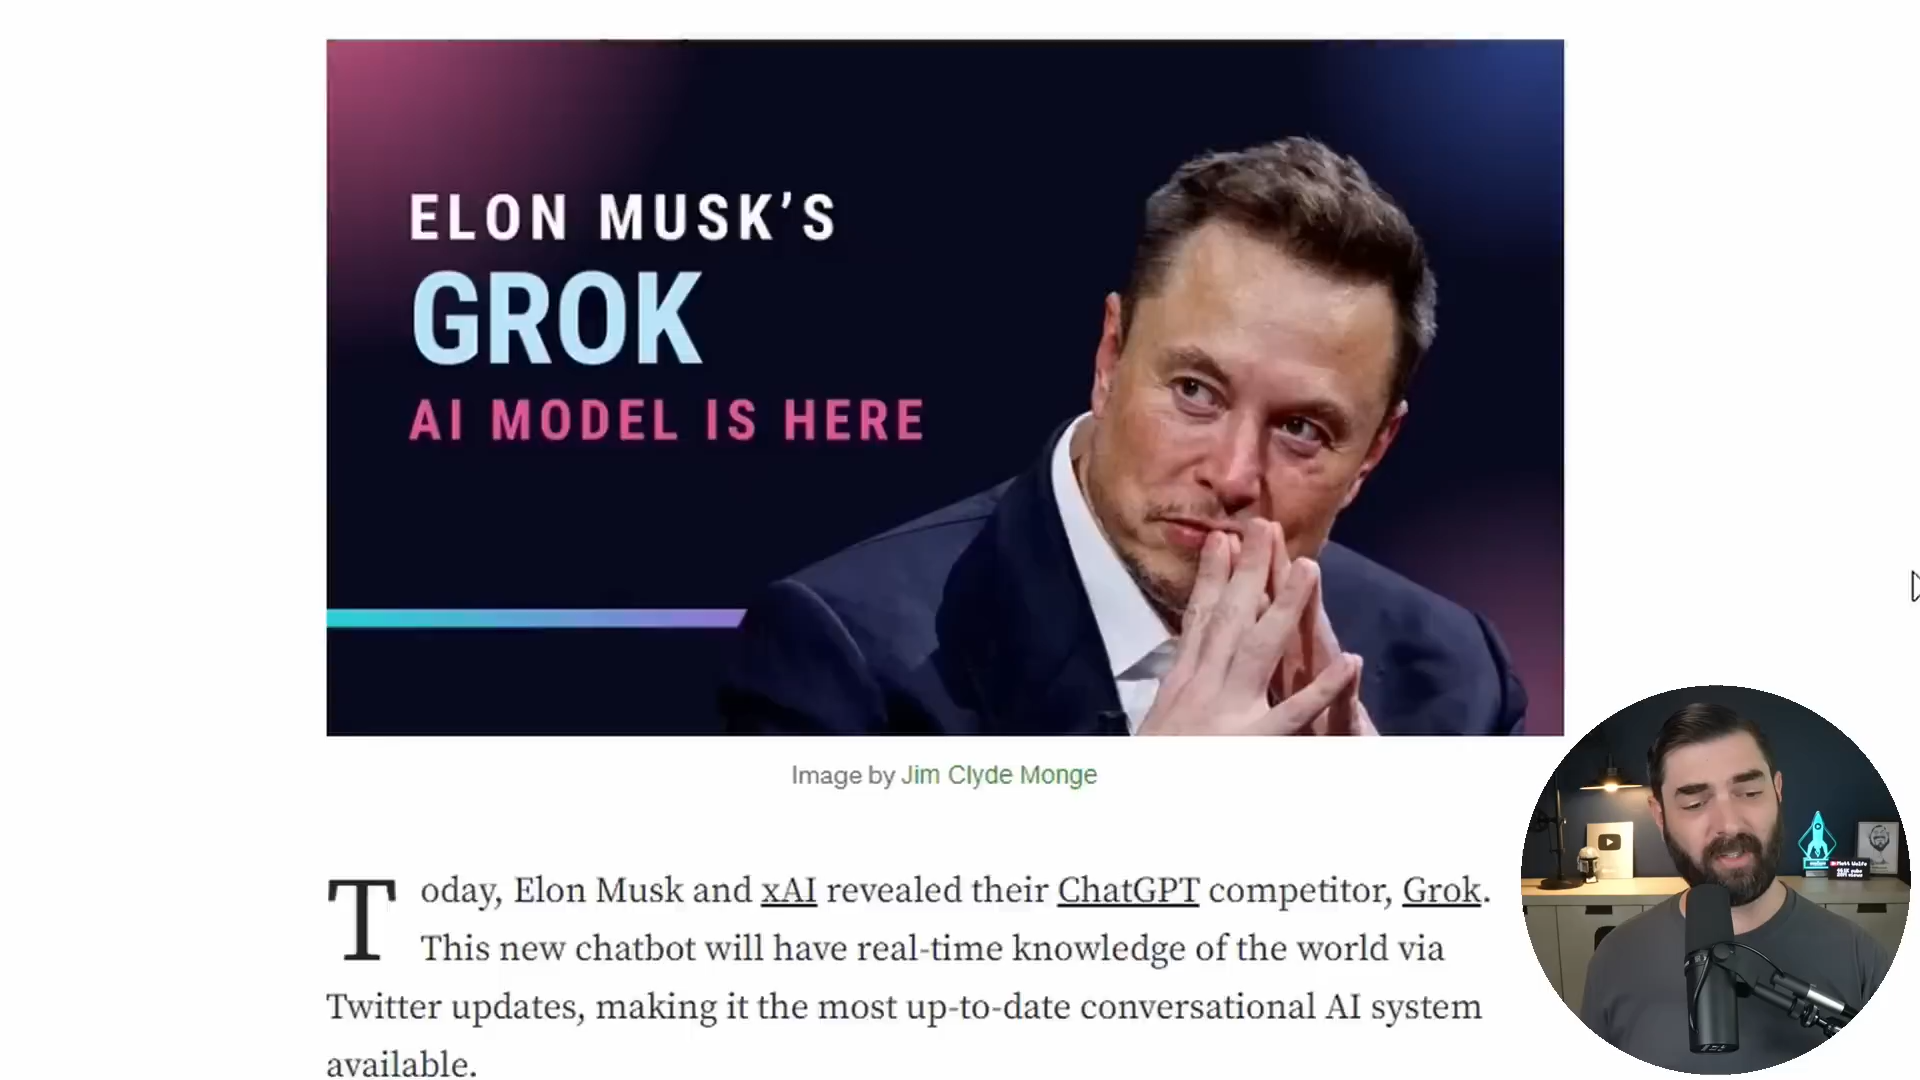 ELON MUSK’S
GROK
AI MODEL IS HERE
Image by Jim Clyde Monge
Today, Elon Musk and xAI revealed their ChatGPT competitor, Grok.
This new chatbot will have real-time knowledge of the world via
Twitter updates, making it the most up-to-date conversational AI system
available.
Matt Wolfe